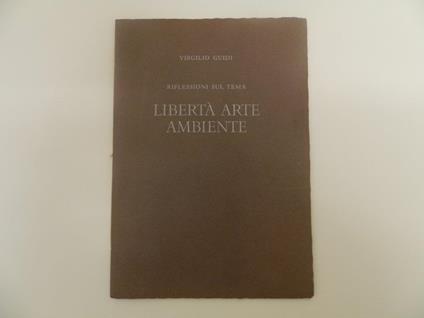 VIRGILIO GUIDI
RIFLESSIONI SUL TEMA
LIBERTÀ ARTE
AMBIENTE